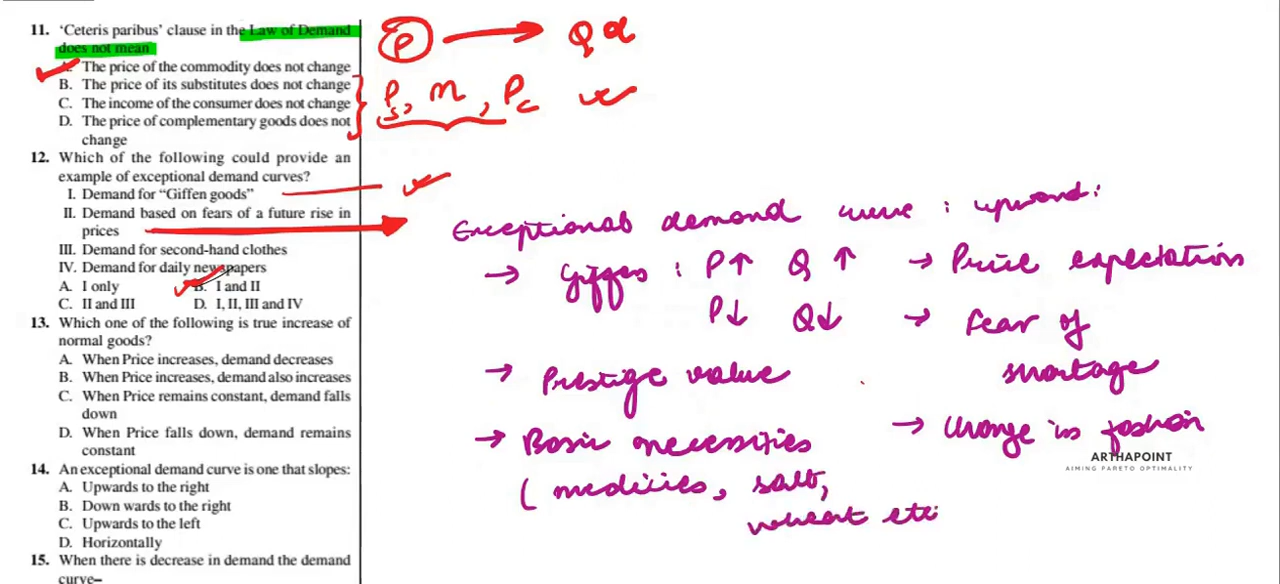 11. ‘Ceteris paribus’ clause in the Law of Demand
does not mean
A. The price of the commodity does not change
B. The price of its substitutes does not change
C. The income of the consumer does not change
D. The price of complementary goods does not
change
12. Which of the following could provide an
example of exceptional demand curves?
I. Demand for “Giffen goods”
II. Demand based on fears of a future rise in
prices
III. Demand for second-hand clothes
IV. Demand for daily newspapers
A. I only B. I and II
C. II and III D. I, II, III and IV
13. Which one of the following is true increase of
normal goods?
A. When Price increases, demand decreases
B. When Price increases, demand also increases
C. When Price remains constant, demand falls
down
D. When Price falls down, demand remains
constant
14. An exceptional demand curve is one that slopes:
A. Upwards to the right
B. Down wards to the right
C. Upwards to the left
D. Horizontally
15. When there is decrease in demand the demand
curve–
P → Qd
Ps, M, Pc
Exceptional demand curve : upward.
→ Giffen : P↑ Q↑ → Price expectation
P↓ Q↓ → Fear of
shortage
→ Prestige value
→ Basic necessities → Change in fashion
(medicines, salt,
wheat etc
ARTHAPOINT
AIMING PARETO OPTIMALITY